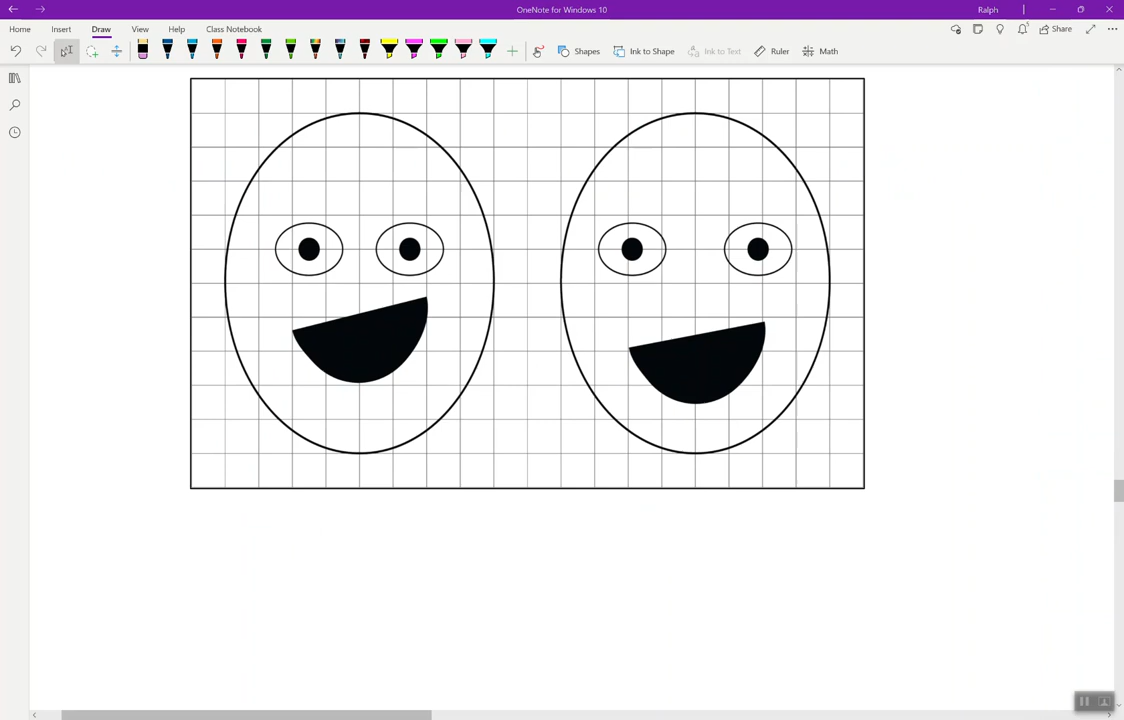 OneNote for Windows 10
Ralph
Home Insert Draw View Help Class Notebook
5
Share
Shapes Ink to Shape Ink to Text Ruler Math